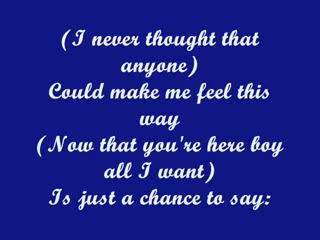 (I never thought that
anyone)
Could make me feel this
way
(Now that you're here boy
all I want)
Is just a chance to say: